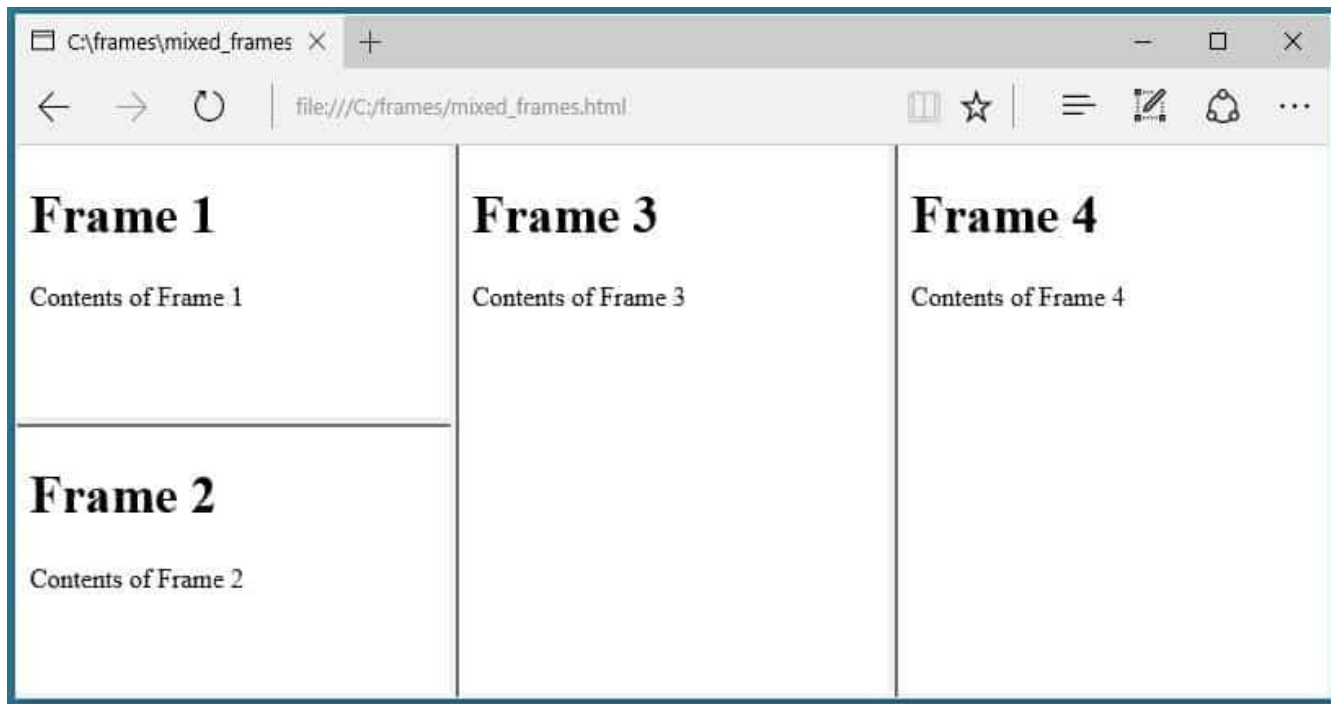 C:\frames\mixed_frames
file:///C:/frames/mixed_frames.html
Frame 1
Contents of Frame 1
Frame 2
Contents of Frame 2
Frame 3
Contents of Frame 3
Frame 4
Contents of Frame 4